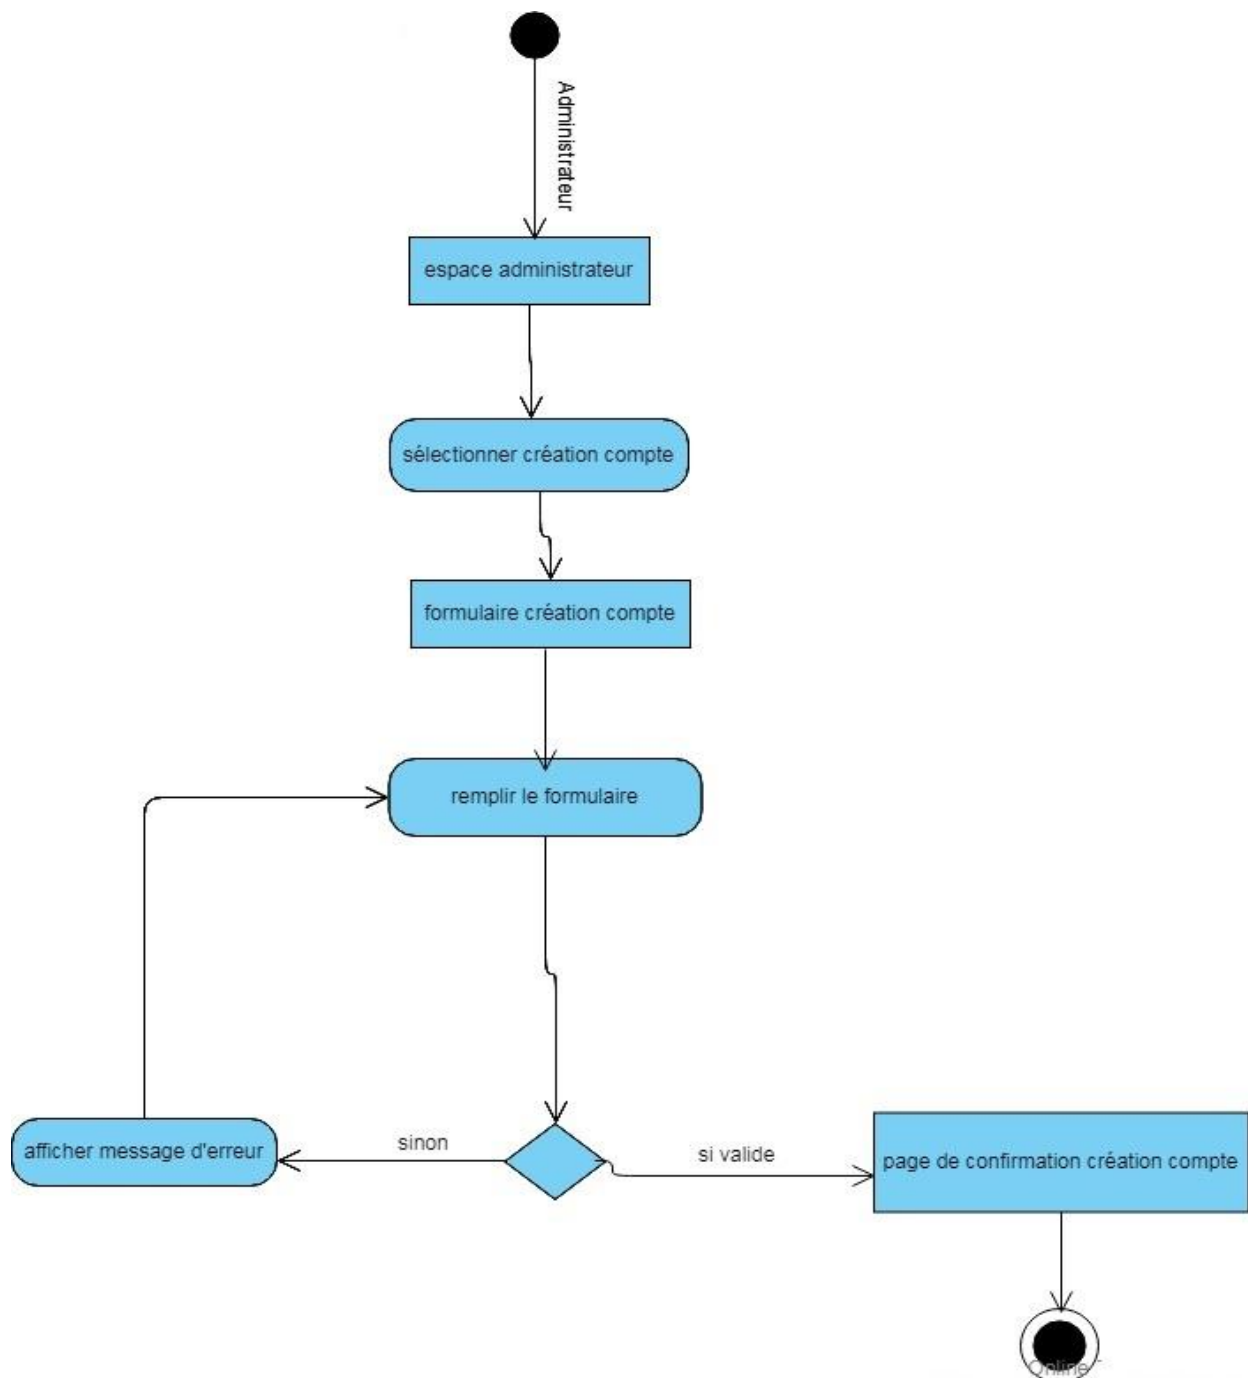 Administrateur
espace administrateur
sélectionner création compte
formulaire création compte
remplir le formulaire
sinon
si valide
afficher message d'erreur
page de confirmation création compte
Online